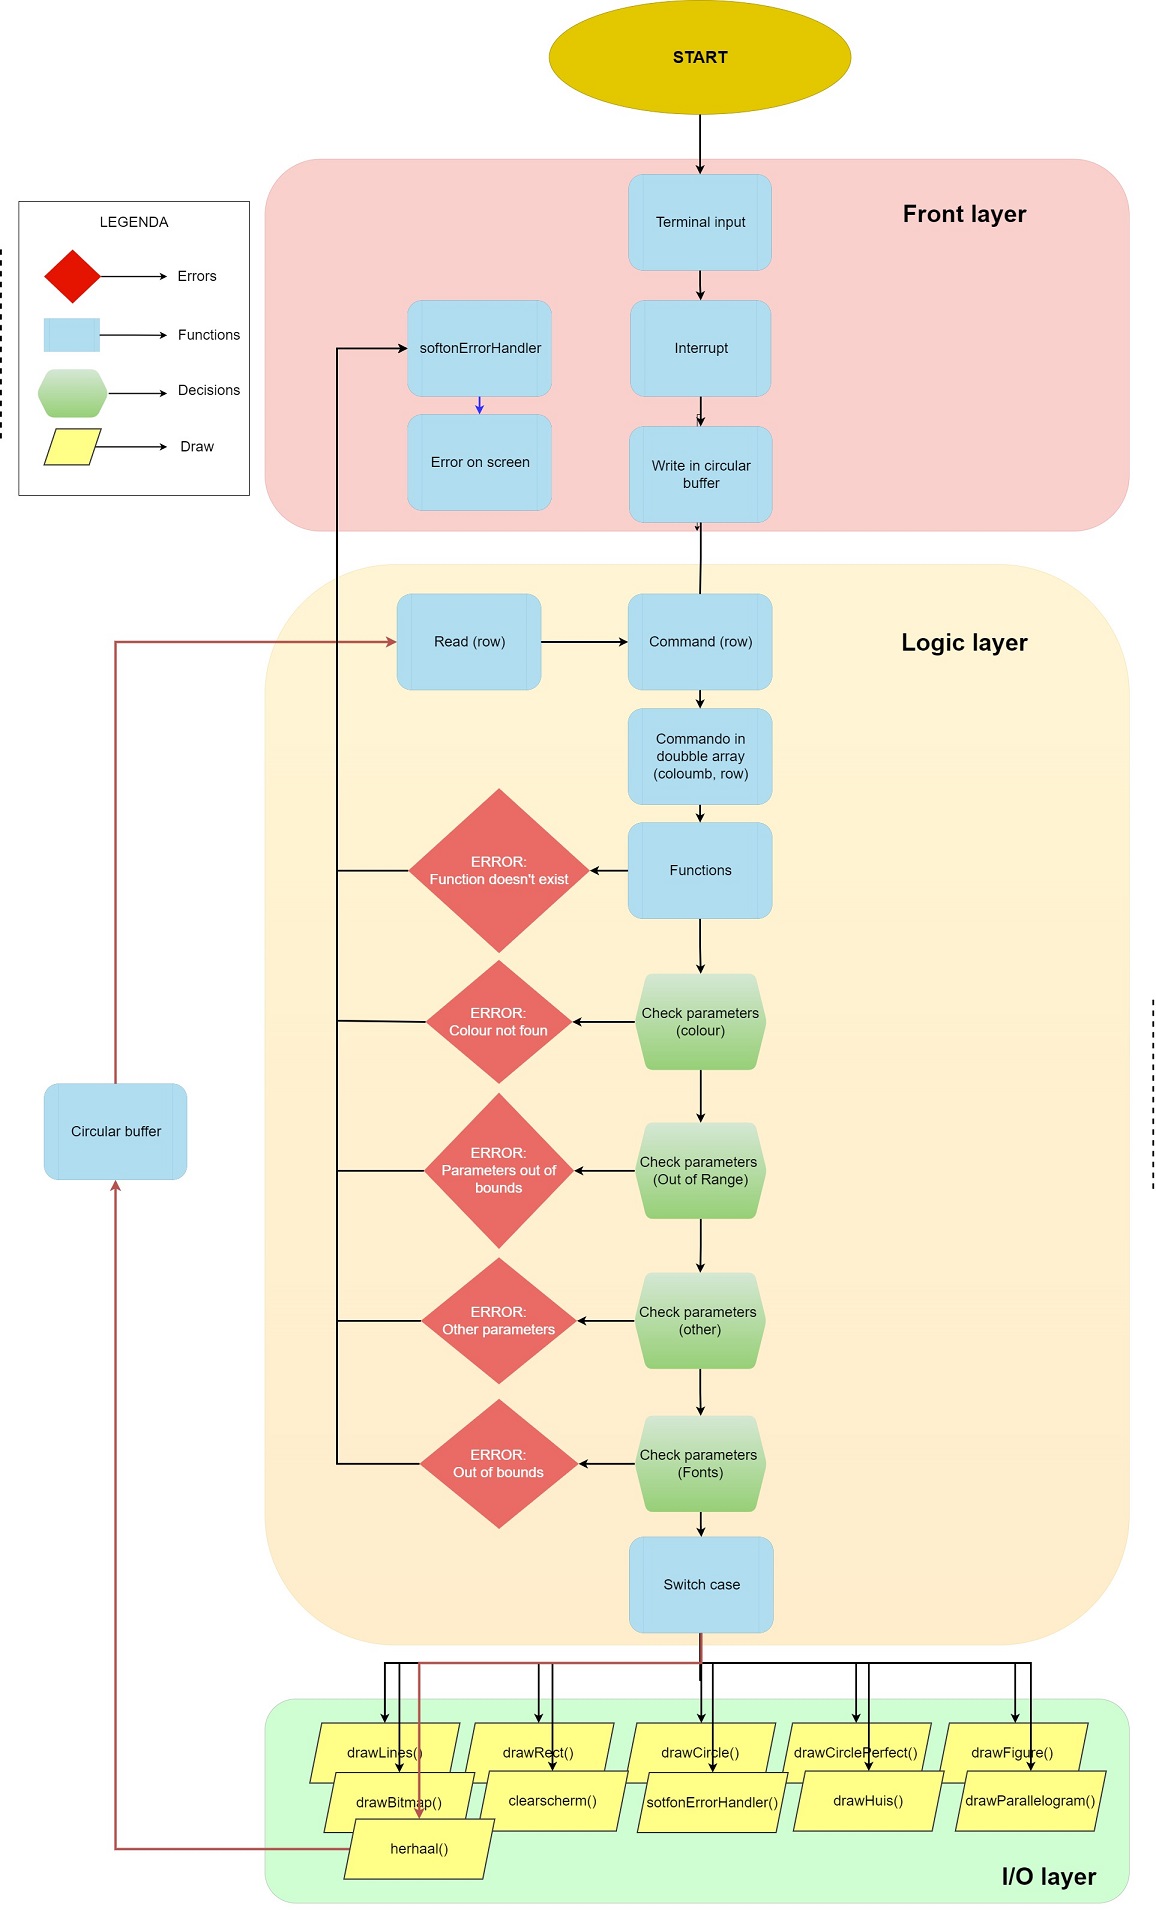 START
Front layer
Terminal input
LEGENDA
Errors
Functions
Decisions
Draw
softonErrorHandler
Interrupt
Error on screen
Write in circular
buffer
Logic layer
Read (row)
Command (row)
Commando in
doubble array
(coloumb, row)
ERROR:
Function doesn't exist
Functions
ERROR:
Colour not foun
Check parameters
(colour)
Circular buffer
ERROR:
Parameters out of
bounds
Check parameters
(Out of Range)
ERROR:
Other parameters
Check parameters
(other)
ERROR:
Out of bounds
Check parameters
(Fonts)
Switch case
drawLines()
drawRect()
drawCircle()
drawCirclePerfect()
drawFigure()
drawBitmap()
clearscherm()
sotfonErrorHandler()
drawHuis()
drawParallelogram()
herhaal()
I/O layer